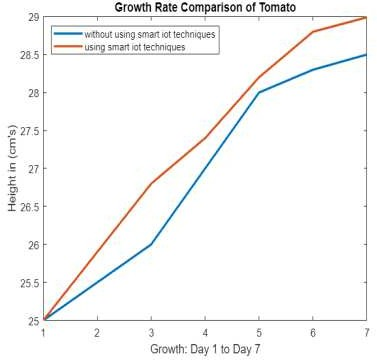 Growth Rate Comparison of Tomato
without using smart iot techniques
using smart iot techniques
Height in (cm's)
29
28.5
28
27.5
27
26.5
26
25.5
25
1 2 3 4 5 6 7
Growth: Day 1 to Day 7